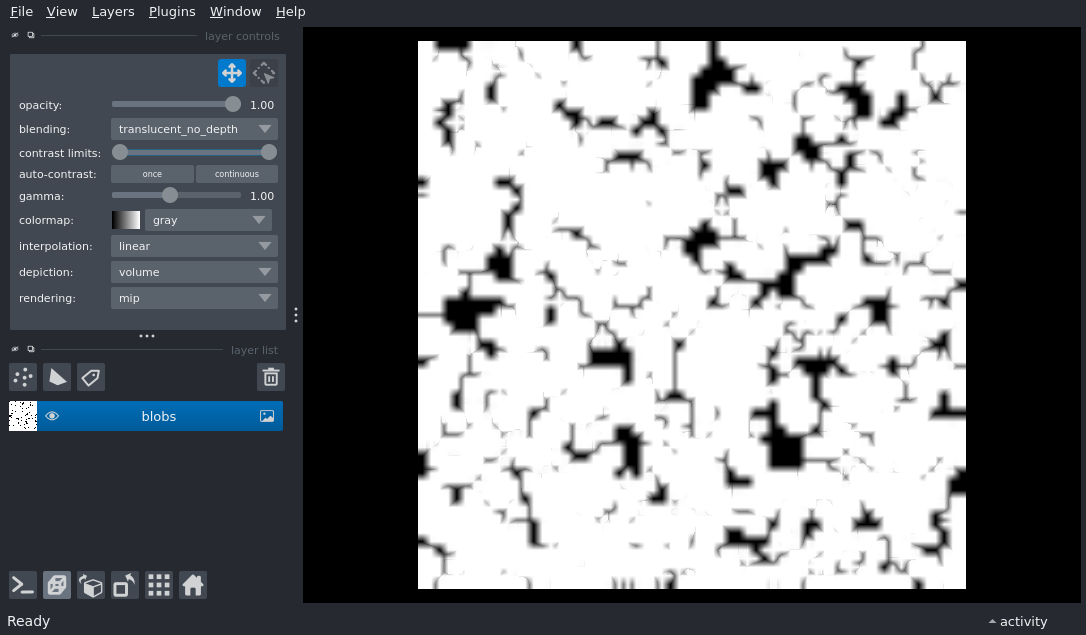 File View Layers Plugins Window Help
layer controls
opacity: 1.00
blending: translucent_no_depth
contrast limits:
auto-contrast: once continuous
gamma: 1.00
colormap: gray
interpolation: linear
depiction: volume
rendering: mip
layer list
blobs
Ready activity